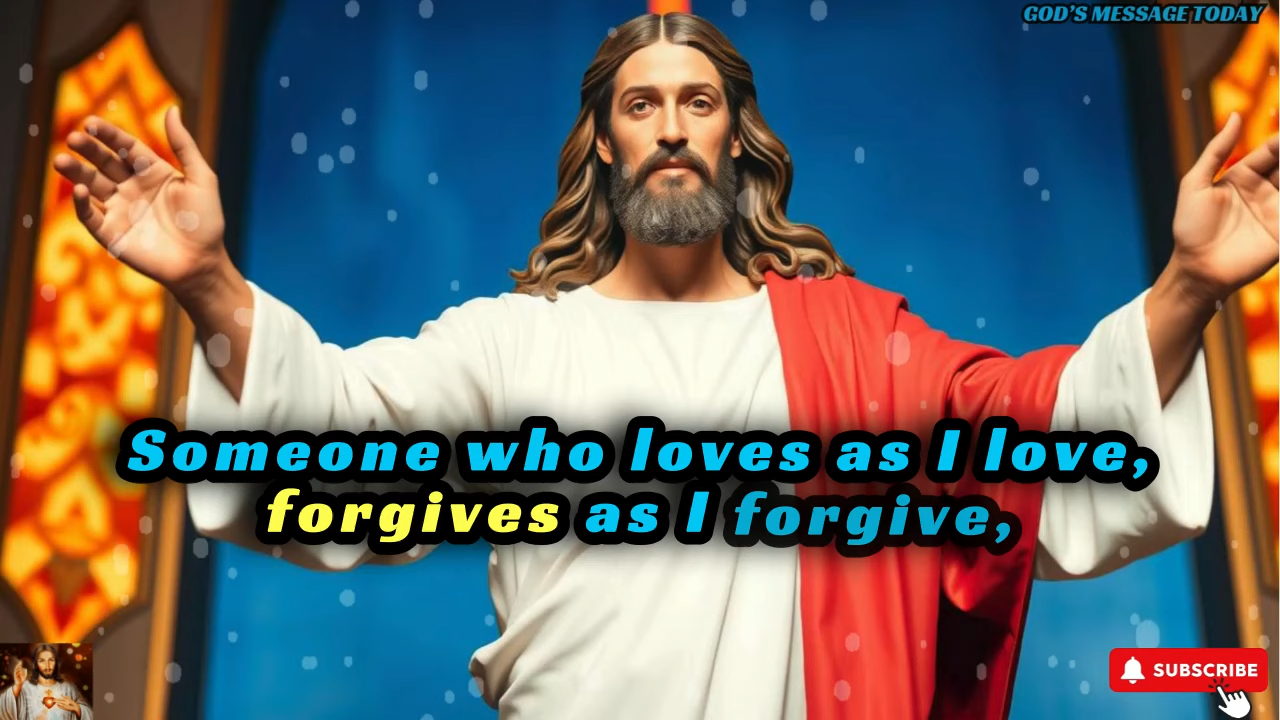 GOD'S MESSAGE TODAY
Someone who loves as I love,
forgives as I forgive,
SUBSCRIBE